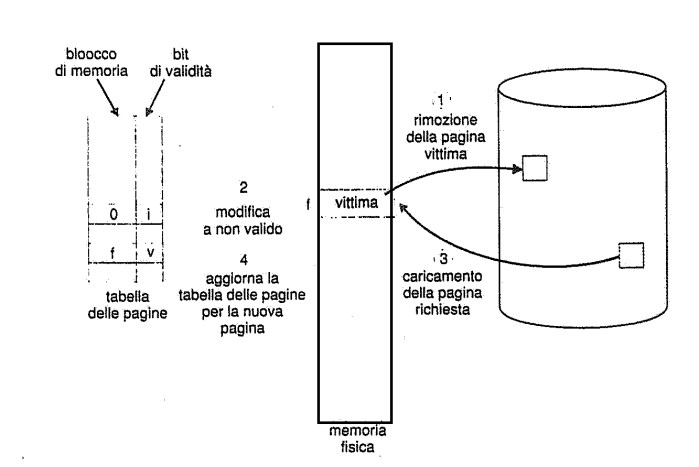 bloocco
di memoria
bit
di validità
0 i
f v
tabella
delle pagine
2
modifica
a non valido
4
aggiorna la
tabella delle pagine
per la nuova
pagina
f
vittima
memoria
fisica
1
rimozione
della pagina
vittima
3
caricamento
della pagina
richiesta